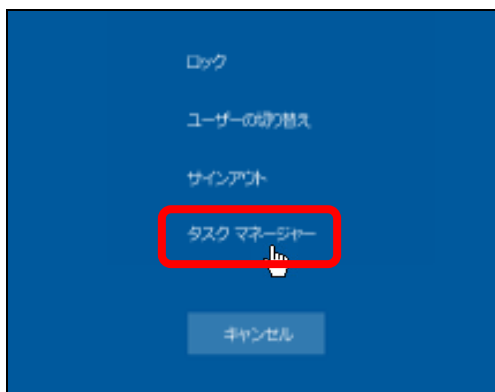 ロック
ユーザーの切り替え
サインアウト
タスク マネージャー
キャンセル